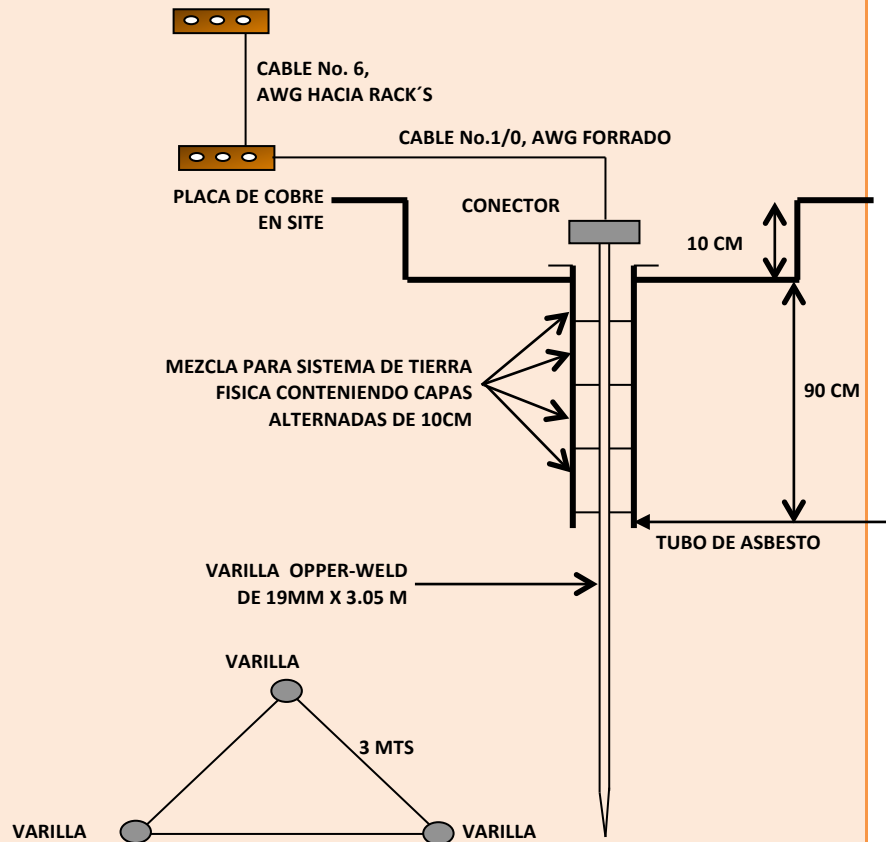 CABLE No. 6,
AWG HACIA RACK´S
CABLE No.1/0, AWG FORRADO
PLACA DE COBRE
EN SITE
CONECTOR
10 CM
MEZCLA PARA SISTEMA DE TIERRA
FISICA CONTENIENDO CAPAS
ALTERNADAS DE 10CM
90 CM
TUBO DE ASBESTO
VARILLA OPPER-WELD
DE 19MM X 3.05 M
VARILLA
3 MTS
VARILLA
VARILLA